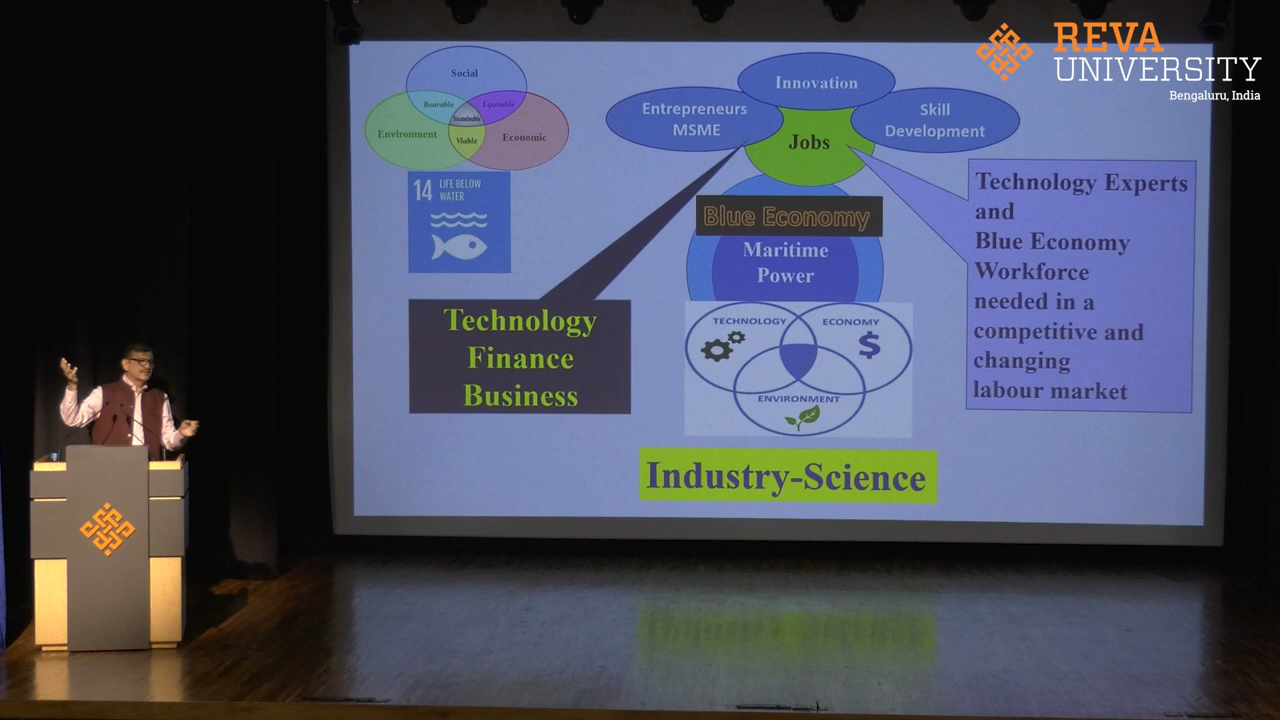 REVA
UNIVERSITY
Bengaluru, India
Social
Bearable
Equitable
Sustainable
Environment
Viable
Economic
14 LIFE BELOW
WATER
Innovation
Entrepreneurs
MSME
Skill
Development
Jobs
Blue Economy
Maritime
Power
Technology
Finance
Business
Technology Experts
and
Blue Economy
Workforce
needed in a
competitive and
changing
labour market
TECHNOLOGY
ECONOMY
$
ENVIRONMENT
Industry-Science